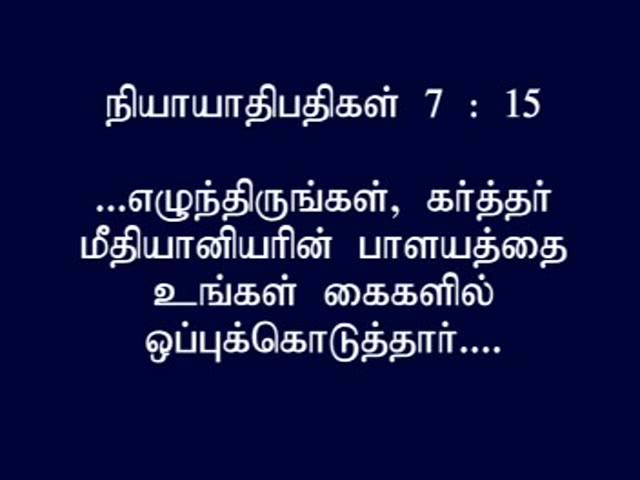 நியாயாதிபதிகள் 7 : 15
...எழுந்திருங்கள், கர்த்தர்
மீதியானியரின் பாளயத்தை
உங்கள் கைகளில்
ஒப்புக்கொடுத்தார்....